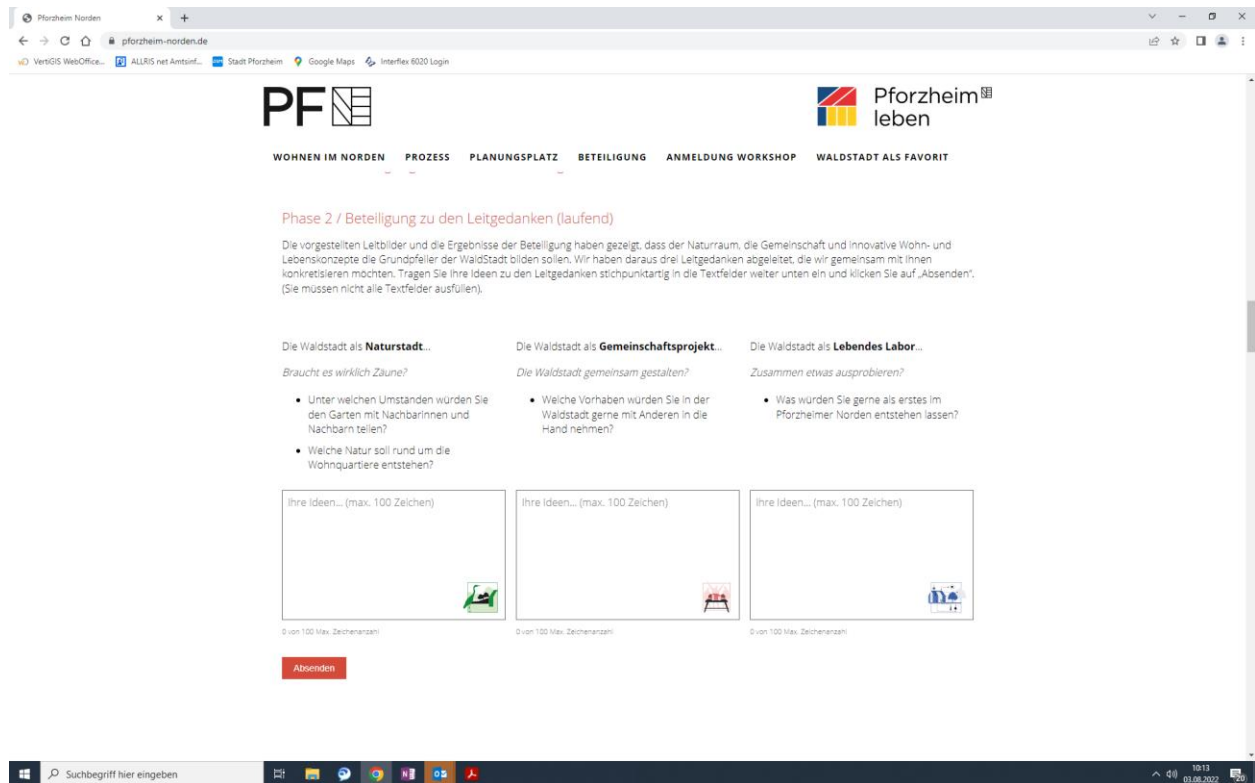 Pforzheim Norden
pforzheim-norden.de
VertiGIS WebOffice...
ALLRIS net Amtsinf...
Stadt Pforzheim
Google Maps
Interflex 6020 Login
PF
Pforzheim
leben
WOHNEN IM NORDEN PROZESS PLANUNGSPLATZ BETEILIGUNG ANMELDUNG WORKSHOP WALDSTADT ALS FAVORIT
Phase 2 / Beteiligung zu den Leitgedanken (laufend)
Die vorgestellten Leitbilder und die Ergebnisse der Beteiligung haben gezeigt, dass der Naturraum, die Gemeinschaft und innovative Wohn- und
Lebenskonzepte die Grundpfeiler der WaldStadt bilden sollen. Wir haben daraus drei Leitgedanken abgeleitet, die wir gemeinsam mit Ihnen
konkretisieren möchten. Tragen Sie Ihre Ideen zu den Leitgedanken stichpunktartig in die Textfelder weiter unten ein und klicken Sie auf „Absenden“.
(Sie müssen nicht alle Textfelder ausfüllen).
Die Waldstadt als Naturstadt...
Braucht es wirklich Zäune?
• Unter welchen Umständen würden Sie
den Garten mit Nachbarinnen und
Nachbarn teilen?
• Welche Natur soll rund um die
Wohnquartiere entstehen?
Ihre Ideen... (max. 100 Zeichen)
0 von 100 Max. Zeichenanzahl
Die Waldstadt als Gemeinschaftsprojekt...
Die Waldstadt gemeinsam gestalten?
• Welche Vorhaben würden Sie in der
Waldstadt gerne mit Anderen in die
Hand nehmen?
Ihre Ideen... (max. 100 Zeichen)
0 von 100 Max. Zeichenanzahl
Die Waldstadt als Lebendes Labor...
Zusammen etwas ausprobieren?
• Was würden Sie gerne als erstes im
Pforzheimer Norden entstehen lassen?
Ihre Ideen... (max. 100 Zeichen)
0 von 100 Max. Zeichenanzahl
Absenden
Suchbegriff hier eingeben
10:13
03.08.2022